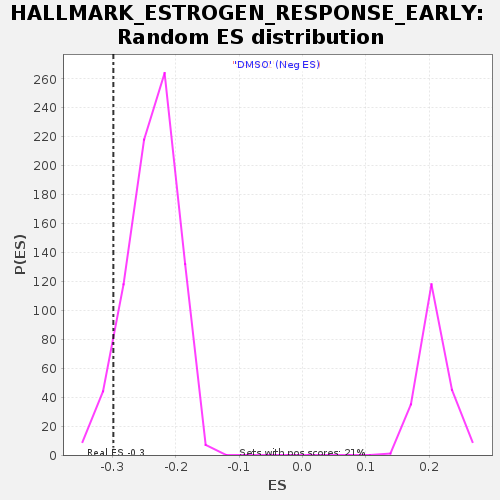 HALLMARK_ESTROGEN_RESPONSE_EARLY:
Random ES distribution
"DMSO' (Neg ES)
P(ES)
260
240
220
200
180
160
140
120
100
80
60
40
20
0
Real ES -0.3
Sets with pos scores: 21%
-0.3 -0.2 -0.1 0.0 0.1 0.2
ES